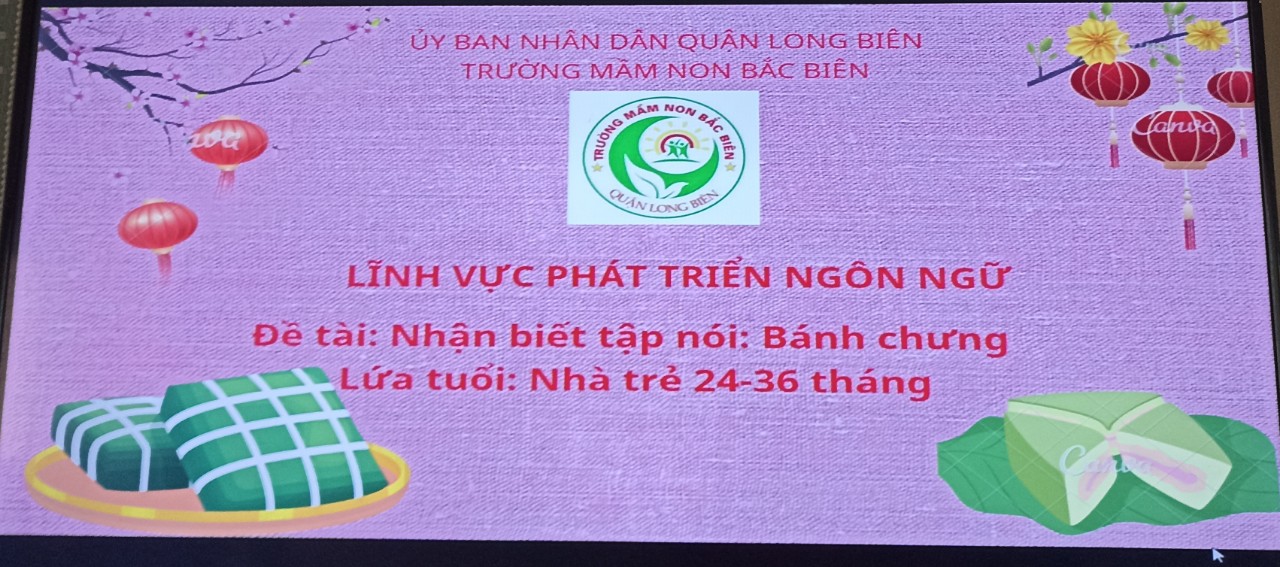 ỦY BAN NHÂN DÂN QUẬN LONG BIÊN
TRƯỜNG MẦM NON BẮC BIÊN
TRƯỜNG MẦM NON BẮC BIÊN
QUẬN LONG BIÊN
LĨNH VỰC PHÁT TRIỂN NGÔN NGỮ
Đề tài: Nhận biết tập nói: Bánh chưng
Lứa tuổi: Nhà trẻ 24-36 tháng
Canva
Canva